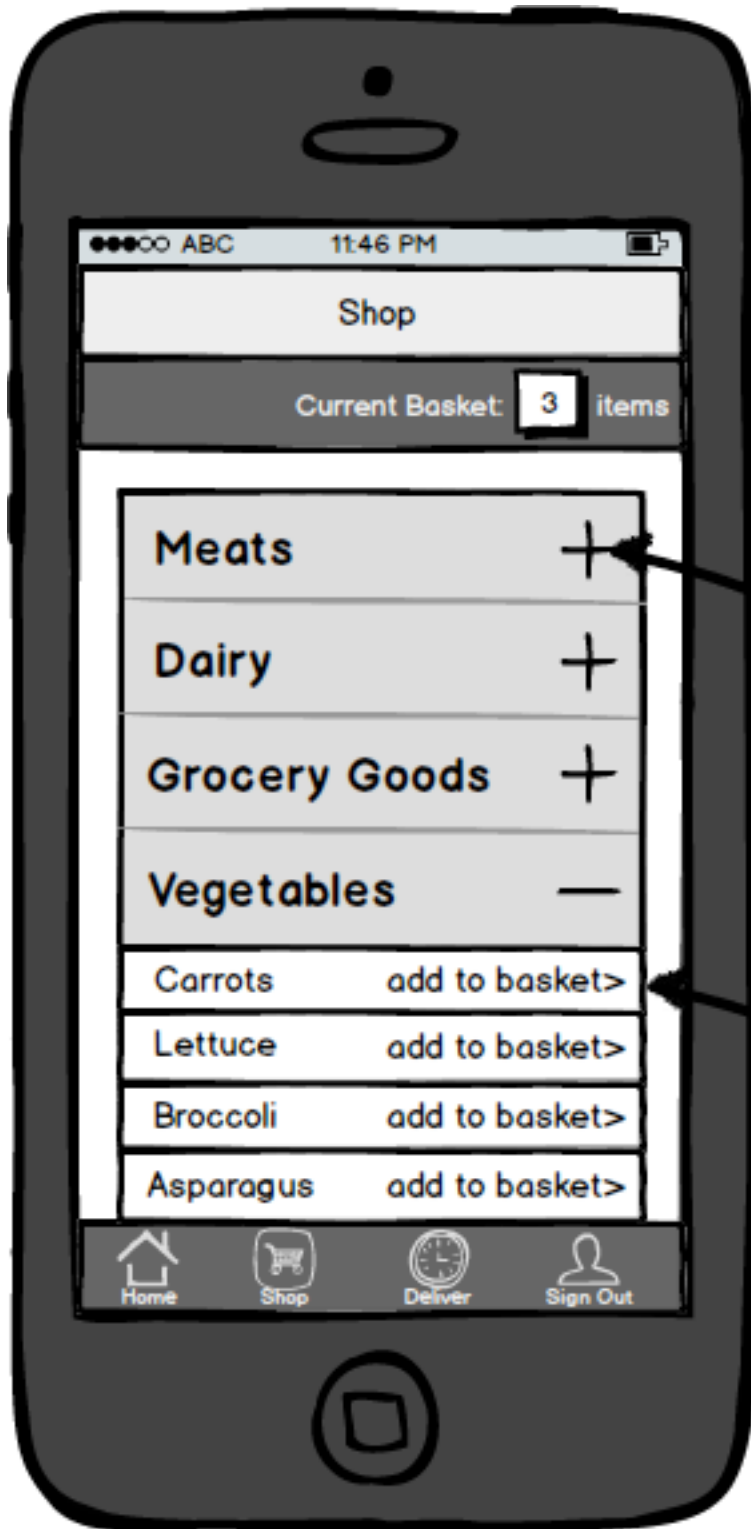 ABC 11:46 PM
Shop
Current Basket: 3 items
Meats +
Dairy +
Grocery Goods +
Vegetables –
Carrots add to basket>
Lettuce add to basket>
Broccoli add to basket>
Asparagus add to basket>
Home Shop Deliver Sign Out